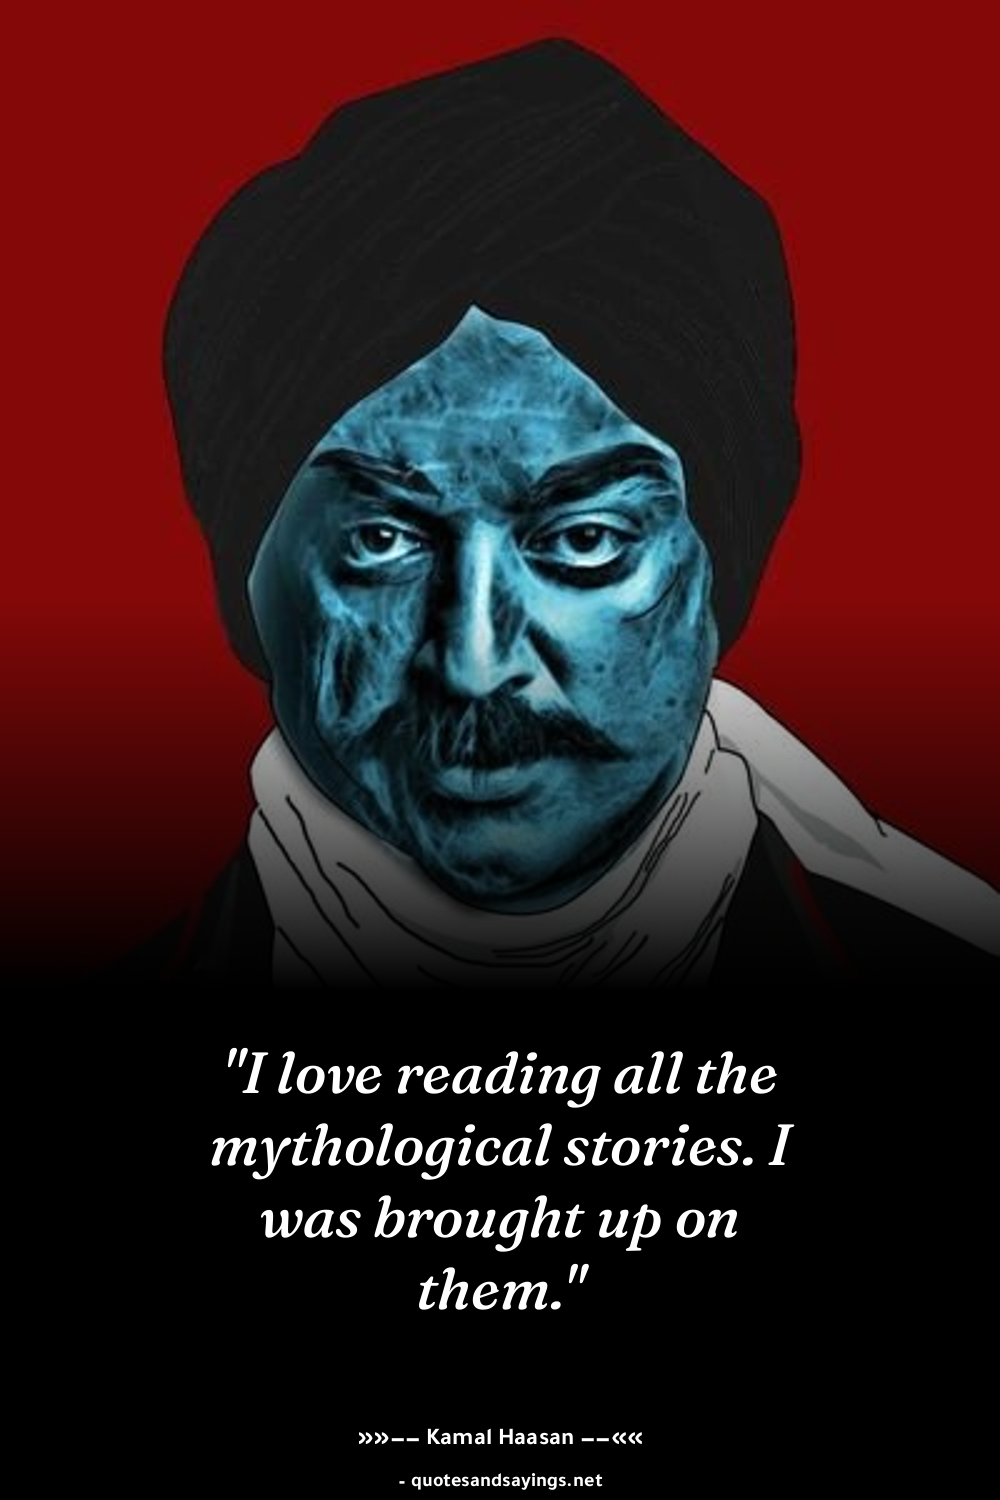 "I love reading all the
mythological stories. I
was brought up on
them."
»»–– Kamal Haasan ––««
- quotesandsayings.net